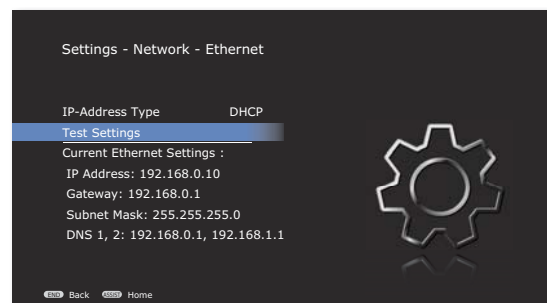 Settings - Network - Ethernet
IP-Address Type DHCP
Test Settings
Current Ethernet Settings :
IP Address: 192.168.0.10
Gateway: 192.168.0.1
Subnet Mask: 255.255.255.0
DNS 1, 2: 192.168.0.1, 192.168.1.1
END Back ASSIST Home